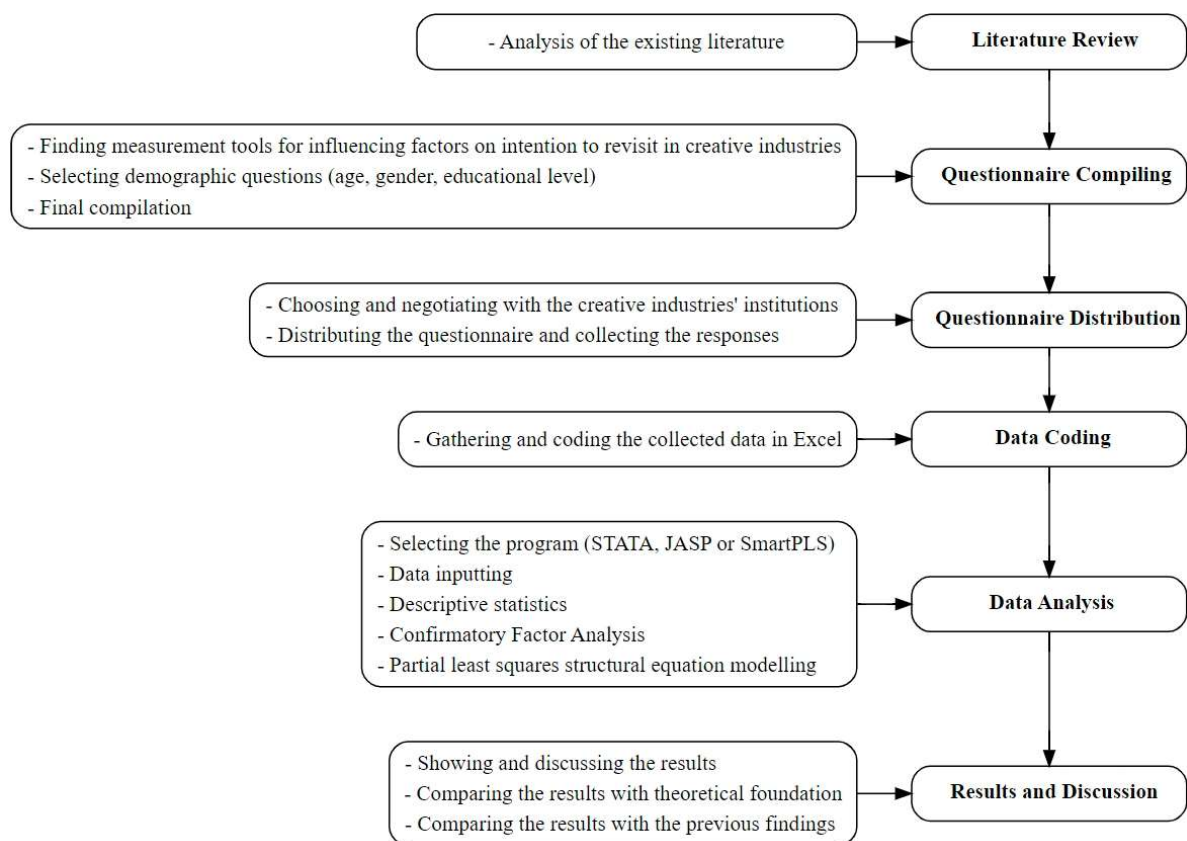 - Analysis of the existing literature
Literature Review
- Finding measurement tools for influencing factors on intention to revisit in creative industries
- Selecting demographic questions (age, gender, educational level)
- Final compilation
Questionnaire Compiling
- Choosing and negotiating with the creative industries' institutions
- Distributing the questionnaire and collecting the responses
Questionnaire Distribution
- Gathering and coding the collected data in Excel
Data Coding
- Selecting the program (STATA, JASP or SmartPLS)
- Data inputting
- Descriptive statistics
- Confirmatory Factor Analysis
- Partial least squares structural equation modelling
Data Analysis
- Showing and discussing the results
- Comparing the results with theoretical foundation
- Comparing the results with the previous findings
Results and Discussion